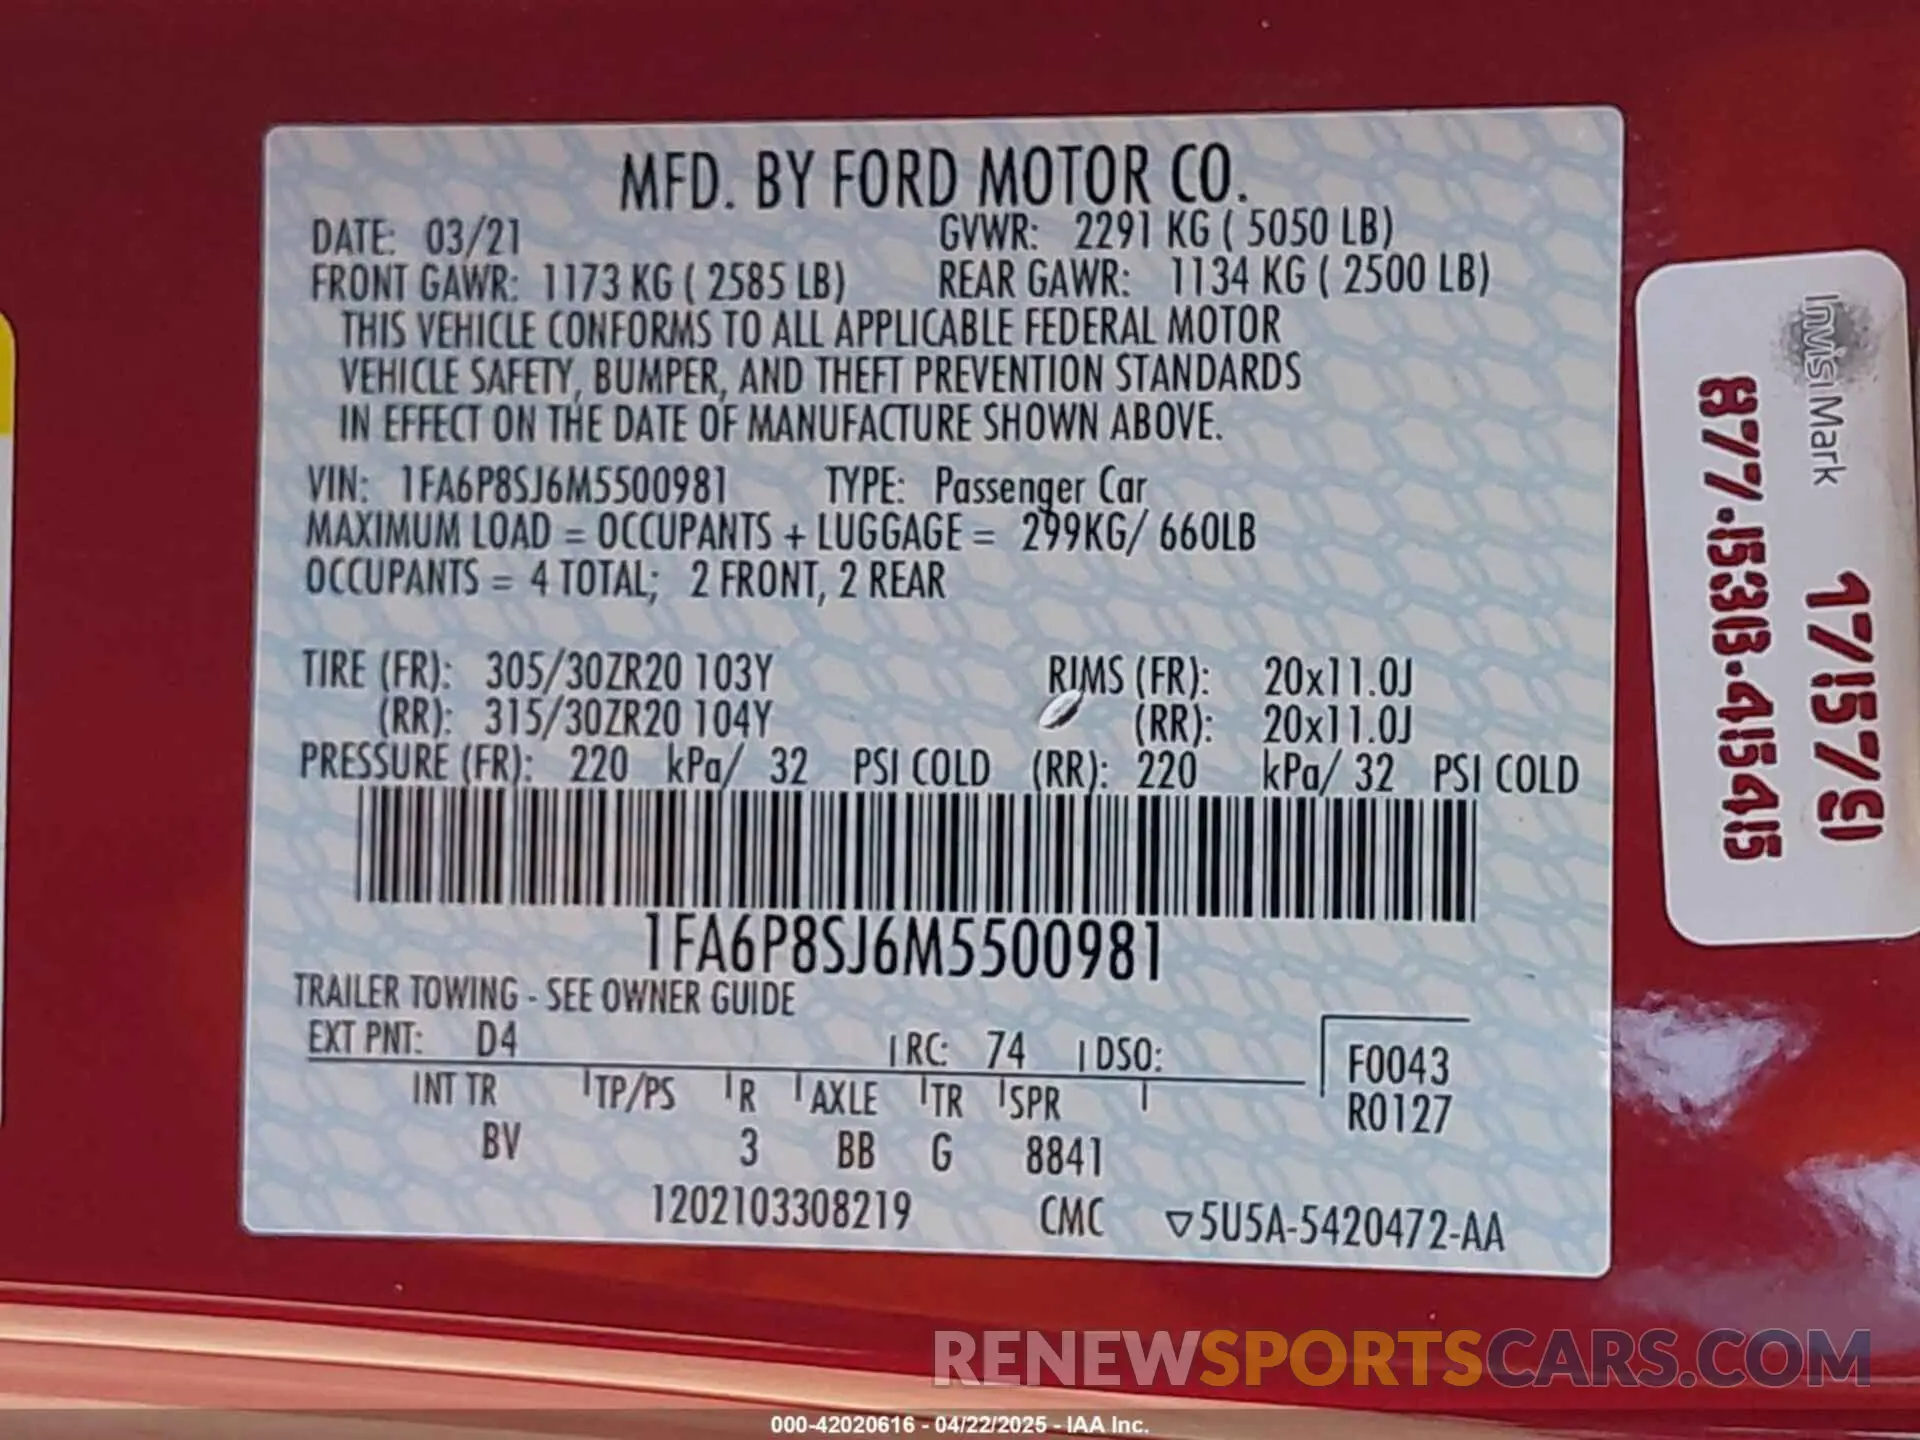 MFD. BY FORD MOTOR CO.
DATE: 03/21 GVWR: 2291 KG ( 5050 LB)
FRONT GAWR: 1173 KG ( 2585 LB) REAR GAWR: 1134 KG ( 2500 LB)
THIS VEHICLE CONFORMS TO ALL APPLICABLE FEDERAL MOTOR
VEHICLE SAFETY, BUMPER, AND THEFT PREVENTION STANDARDS
IN EFFECT ON THE DATE OF MANUFACTURE SHOWN ABOVE.
VIN: 1FA6P8SJ6M5500981 TYPE: Passenger Car
MAXIMUM LOAD = OCCUPANTS + LUGGAGE = 299KG/ 660LB
OCCUPANTS = 4 TOTAL; 2 FRONT, 2 REAR
TIRE (FR): 305/30ZR20 103Y RIMS (FR): 20x11.0J
(RR): 315/30ZR20 104Y (RR): 20x11.0J
PRESSURE (FR): 220 kPa/ 32 PSI COLD (RR): 220 kPa/ 32 PSI COLD
1FA6P8SJ6M5500981
TRAILER TOWING - SEE OWNER GUIDE
EXT PNT: D4 RC: 74 DSO: F0043
INT TR TP/PS R AXLE TR SPR R0127
BV 3 BB G 8841
1202103308219 CMC ▽5U5A-5420472-AA
InvisiMark
877.533.4545
17579
RENEWSPORTSCARS.COM
000-42020616 - 04/22/2025 - IAA Inc.